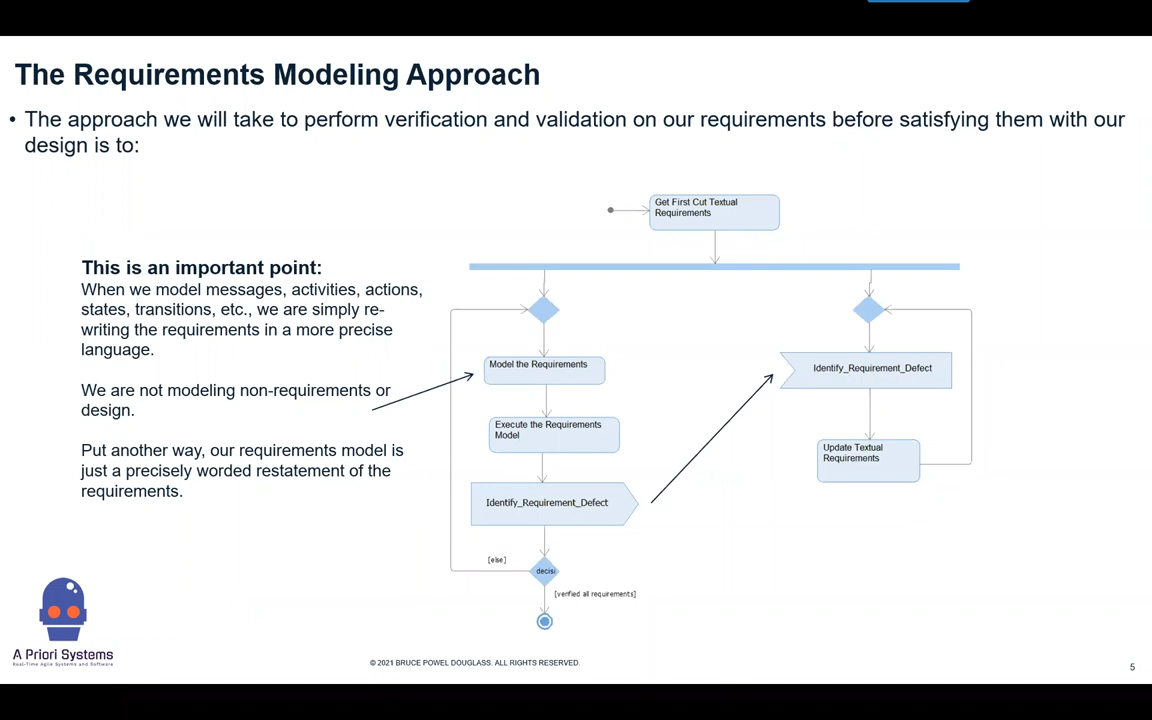 The Requirements Modeling Approach
• The approach we will take to perform verification and validation on our requirements before satisfying them with our
design is to:
Get First Cut Textual
Requirements
This is an important point:
When we model messages, activities, actions,
states, transitions, etc., we are simply re-
writing the requirements in a more precise
language.
We are not modeling non-requirements or
design.
Put another way, our requirements model is
just a precisely worded restatement of the
requirements.
Model the Requirements
Execute the Requirements
Model
Identify_Requirement_Defect
[else]
decisi
[verified all requirements]
Identify_Requirement_Defect
Update Textual
Requirements
A Priori Systems
Real-Time Agile Systems and Software
© 2021 BRUCE POWEL DOUGLASS. ALL RIGHTS RESERVED.
5